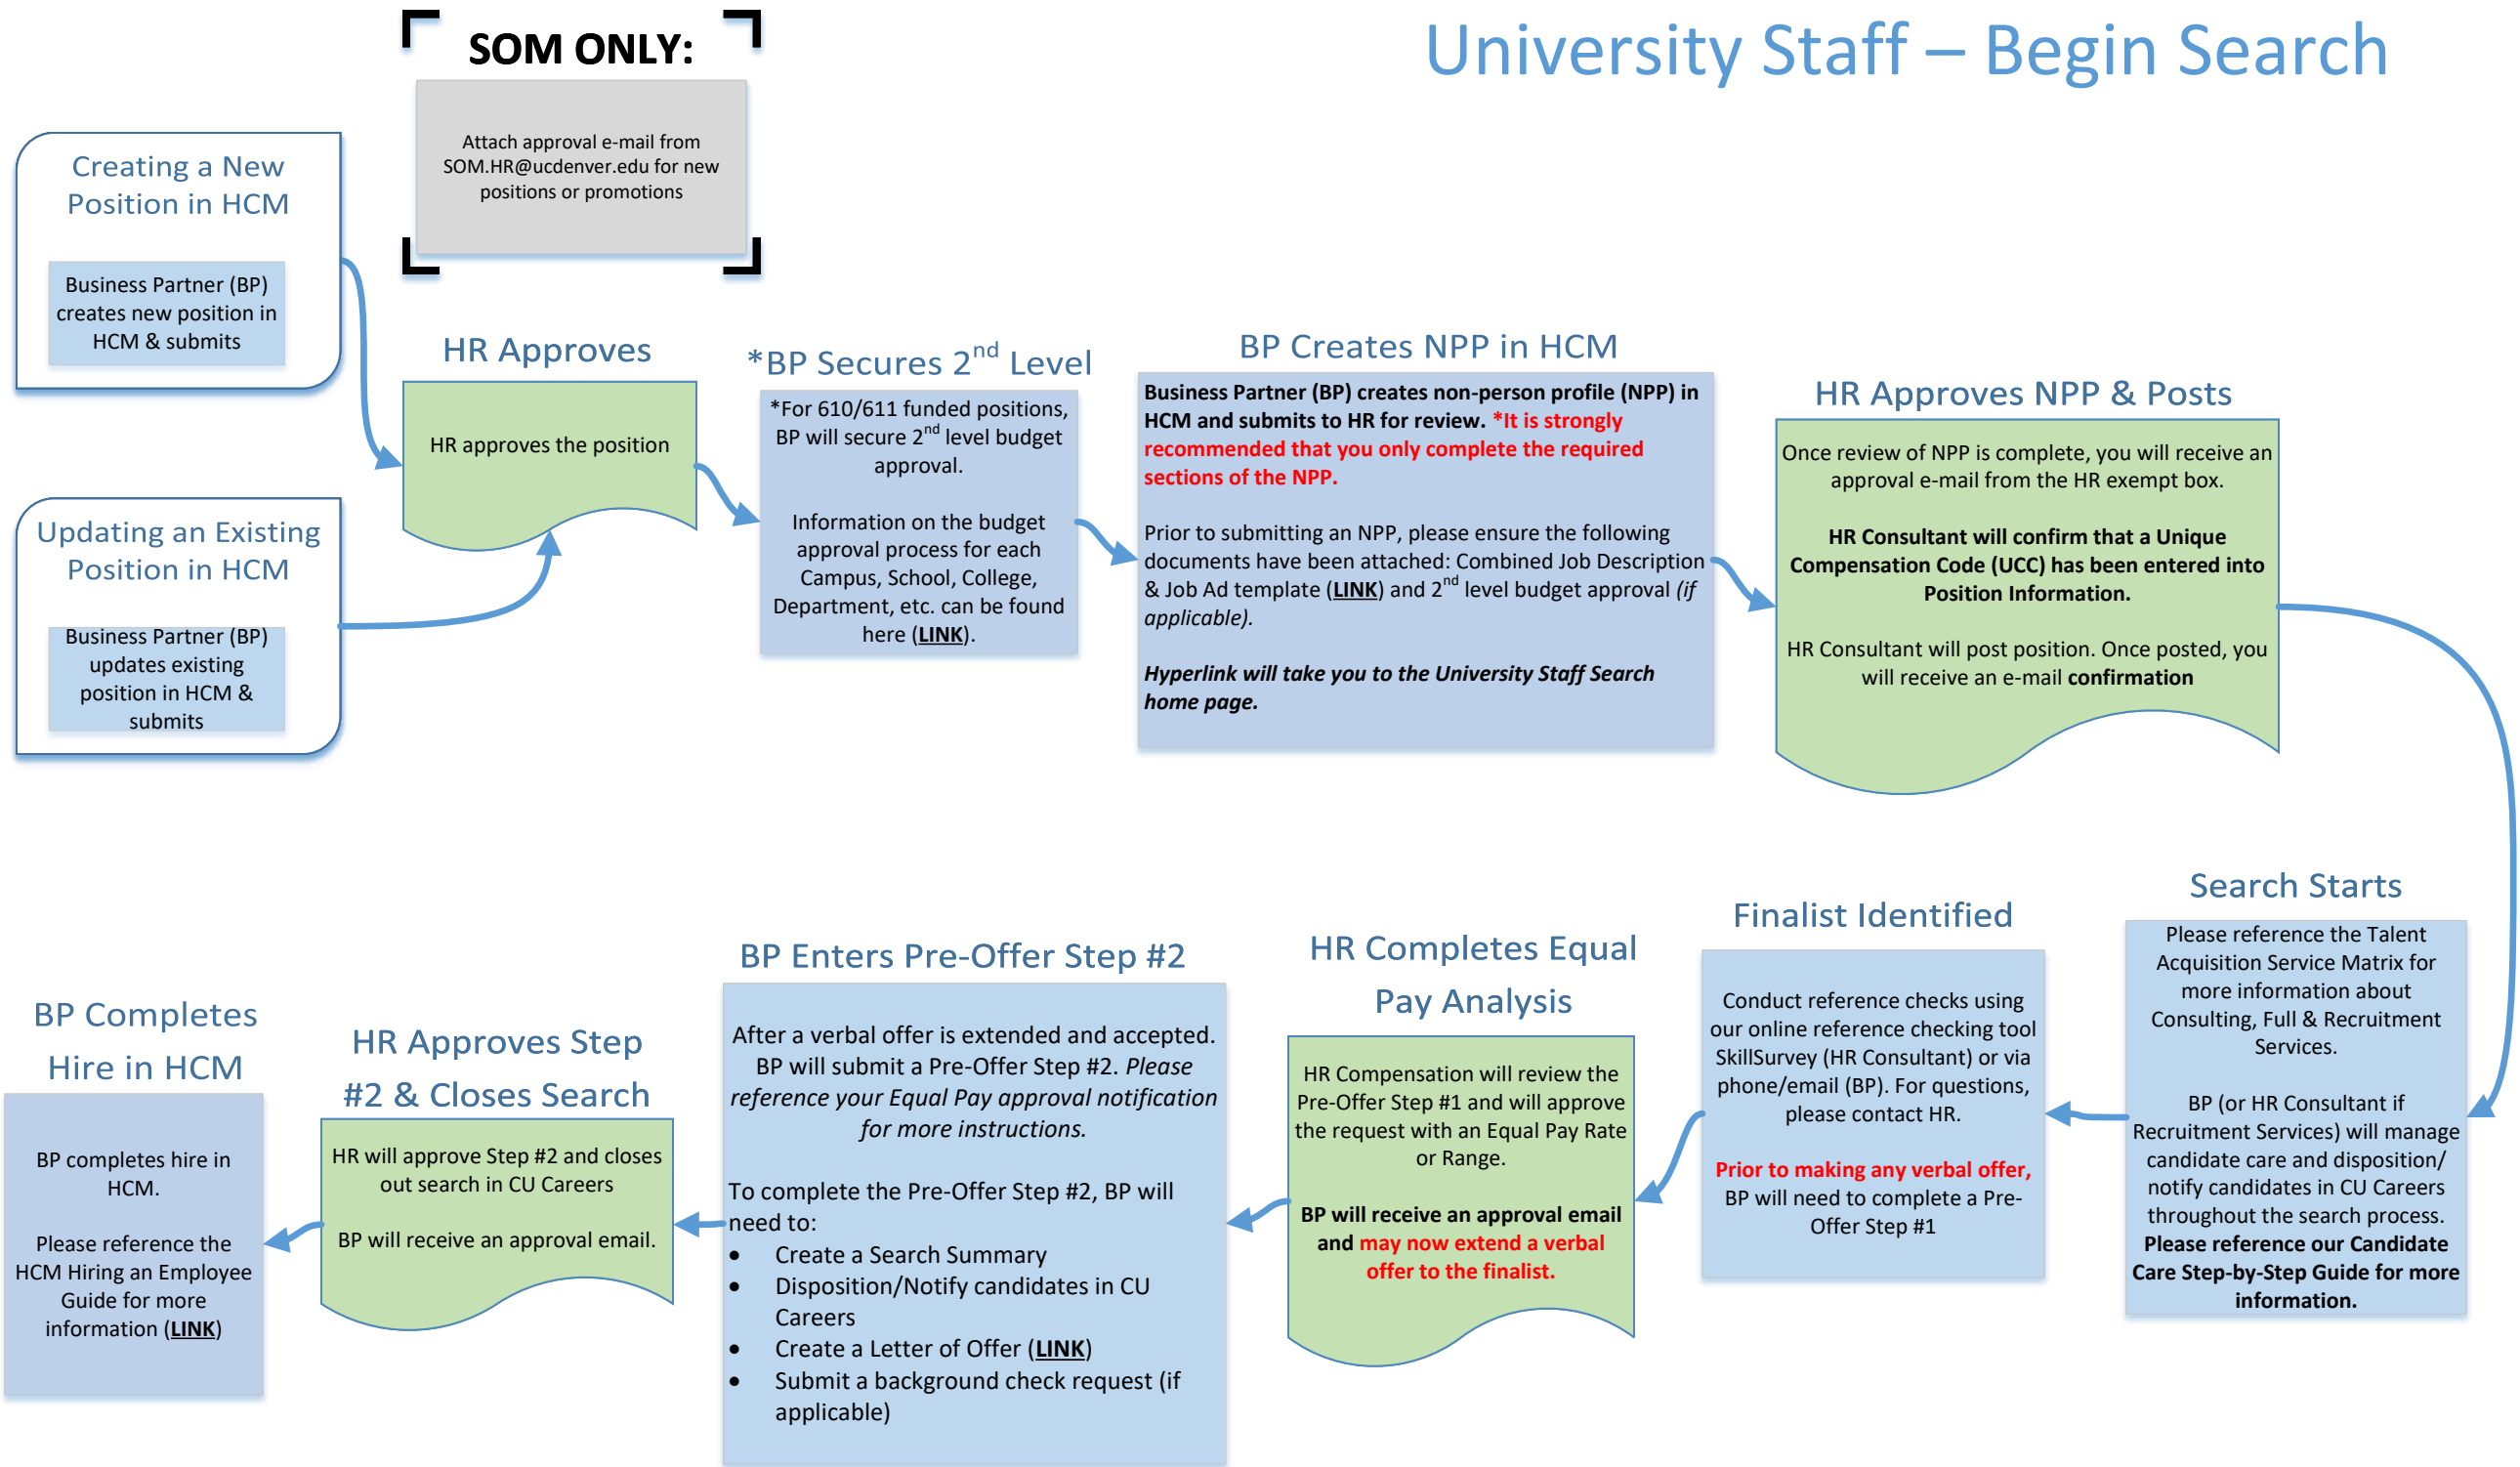 University Staff – Begin Search
SOM ONLY:
Attach approval e-mail from
SOM.HR@ucdenver.edu for new
positions or promotions
Creating a New
Position in HCM
Business Partner (BP)
creates new position in
HCM & submits
Updating an Existing
Position in HCM
Business Partner (BP)
updates existing
position in HCM &
submits
HR Approves
HR approves the position
*BP Secures 2nd Level
*For 610/611 funded positions,
BP will secure 2nd level budget
approval.
Information on the budget
approval process for each
Campus, School, College,
Department, etc. can be found
here (LINK).
BP Creates NPP in HCM
Business Partner (BP) creates non-person profile (NPP) in
HCM and submits to HR for review. *It is strongly
recommended that you only complete the required
sections of the NPP.
Prior to submitting an NPP, please ensure the following
documents have been attached: Combined Job Description
& Job Ad template (LINK) and 2nd level budget approval (if
applicable).
Hyperlink will take you to the University Staff Search
home page.
HR Approves NPP & Posts
Once review of NPP is complete, you will receive an
approval e-mail from the HR exempt box.
HR Consultant will confirm that a Unique
Compensation Code (UCC) has been entered into
Position Information.
HR Consultant will post position. Once posted, you
will receive an e-mail confirmation
Search Starts
Please reference the Talent
Acquisition Service Matrix for
more information about
Consulting, Full & Recruitment
Services.
BP (or HR Consultant if
Recruitment Services) will manage
candidate care and disposition/
notify candidates in CU Careers
throughout the search process.
Please reference our Candidate
Care Step-by-Step Guide for more
information.
Finalist Identified
Conduct reference checks using
our online reference checking tool
SkillSurvey (HR Consultant) or via
phone/email (BP). For questions,
please contact HR.
Prior to making any verbal offer,
BP will need to complete a Pre-
Offer Step #1
HR Completes Equal
Pay Analysis
HR Compensation will review the
Pre-Offer Step #1 and will approve
the request with an Equal Pay Rate
or Range.
BP will receive an approval email
and may now extend a verbal
offer to the finalist.
BP Enters Pre-Offer Step #2
After a verbal offer is extended and accepted.
BP will submit a Pre-Offer Step #2. Please
reference your Equal Pay approval notification
for more instructions.
To complete the Pre-Offer Step #2, BP will
need to:
• Create a Search Summary
• Disposition/Notify candidates in CU
Careers
• Create a Letter of Offer (LINK)
• Submit a background check request (if
applicable)
HR Approves Step
#2 & Closes Search
HR will approve Step #2 and closes
out search in CU Careers
BP will receive an approval email.
BP Completes
Hire in HCM
BP completes hire in
HCM.
Please reference the
HCM Hiring an Employee
Guide for more
information (LINK)